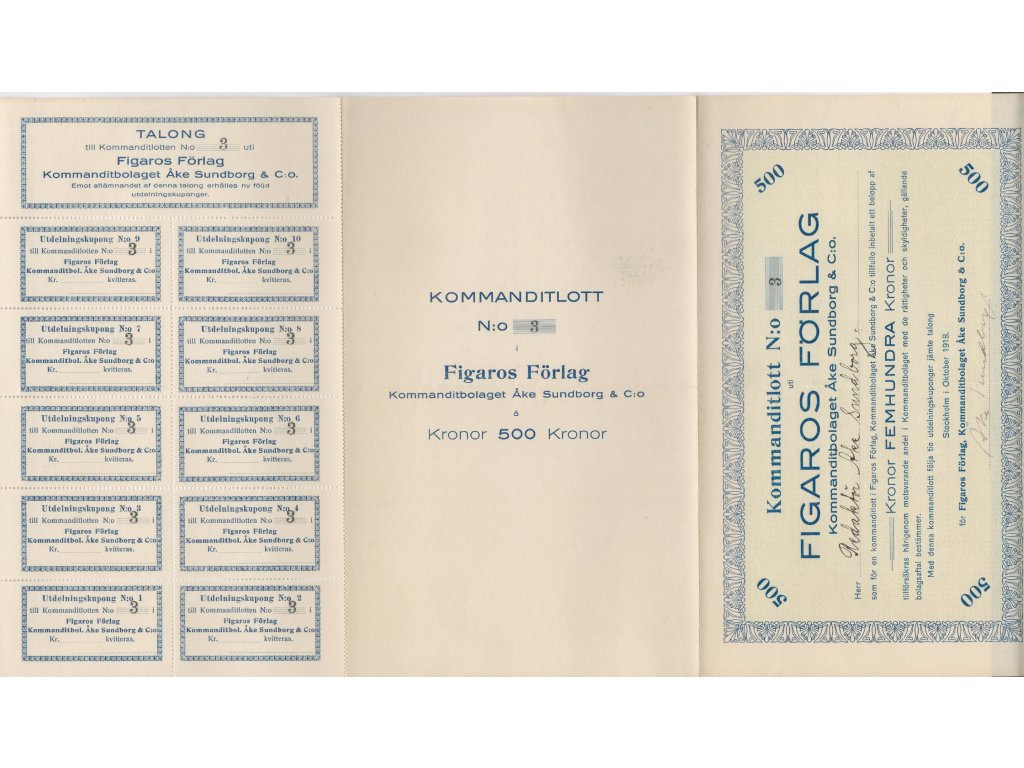 TALONG
till Kommanditlotten N:o 3 uti
Figaros Förlag
Kommanditbolaget Åke Sundborg & C:o.
Emot aflämnandet af denna talong erhålles ny följd
utdelningskuponger.
Utdelningskupong N:o 9
till Kommanditlotten N:o 3 i
Figaros Förlag
Kommanditbol. Åke Sundborg & C:o
Kr. kvitteras.
Utdelningskupong N:o 10
till Kommanditlotten N:o 3 i
Figaros Förlag
Kommanditbol. Åke Sundborg & C:o
Kr. kvitteras.
Utdelningskupong N:o 7
till Kommanditlotten N:o 3 i
Figaros Förlag
Kommanditbol. Åke Sundborg & C:o
Kr. kvitteras.
Utdelningskupong N:o 8
till Kommanditlotten N:o 3 i
Figaros Förlag
Kommanditbol. Åke Sundborg & C:o
Kr. kvitteras.
Utdelningskupong N:o 5
till Kommanditlotten N:o 3 i
Figaros Förlag
Kommanditbol. Åke Sundborg & C:o
Kr. kvitteras.
Utdelningskupong N:o 6
till Kommanditlotten N:o 3 i
Figaros Förlag
Kommanditbol. Åke Sundborg & C:o
Kr. kvitteras.
Utdelningskupong N:o 3
till Kommanditlotten N:o 3 i
Figaros Förlag
Kommanditbol. Åke Sundborg & C:o
Kr. kvitteras.
Utdelningskupong N:o 4
till Kommanditlotten N:o 3 i
Figaros Förlag
Kommanditbol. Åke Sundborg & C:o
Kr. kvitteras.
Utdelningskupong N:o 1
till Kommanditlotten N:o 3 i
Figaros Förlag
Kommanditbol. Åke Sundborg & C:o
Kr. kvitteras.
Utdelningskupong N:o 2
till Kommanditlotten N:o 3 i
Figaros Förlag
Kommanditbol. Åke Sundborg & C:o
Kr. kvitteras.
KOMMANDITLOTT
N:o 3
i
Figaros Förlag
Kommanditbolaget Åke Sundborg & C:o
à
Kronor 500 Kronor
500 500
Kommanditlott N:o 3
uti
FIGAROS FÖRLAG
Kommanditbolaget Åke Sundborg & C:o.
Herr Redaktör Åke Sundborg
som för en kommanditlott i Figaros Förlag, Kommanditbolaget Åke Sundborg & C:o tillfullo inbetalt ett belopp af
Kronor FEMHUNDRA Kronor
tillförsäkras härigenom motsvarande andel i Kommanditbolaget med de rättigheter och skyldigheter, gällande
bolagsaftal bestämmer.
Med denna kommanditlott följa tio utdelningskuponger jämte talong
Stockholm i Oktober 1918.
för Figaros Förlag, Kommanditbolaget Åke Sundborg & C:o.
Åke Sundborg
500 500